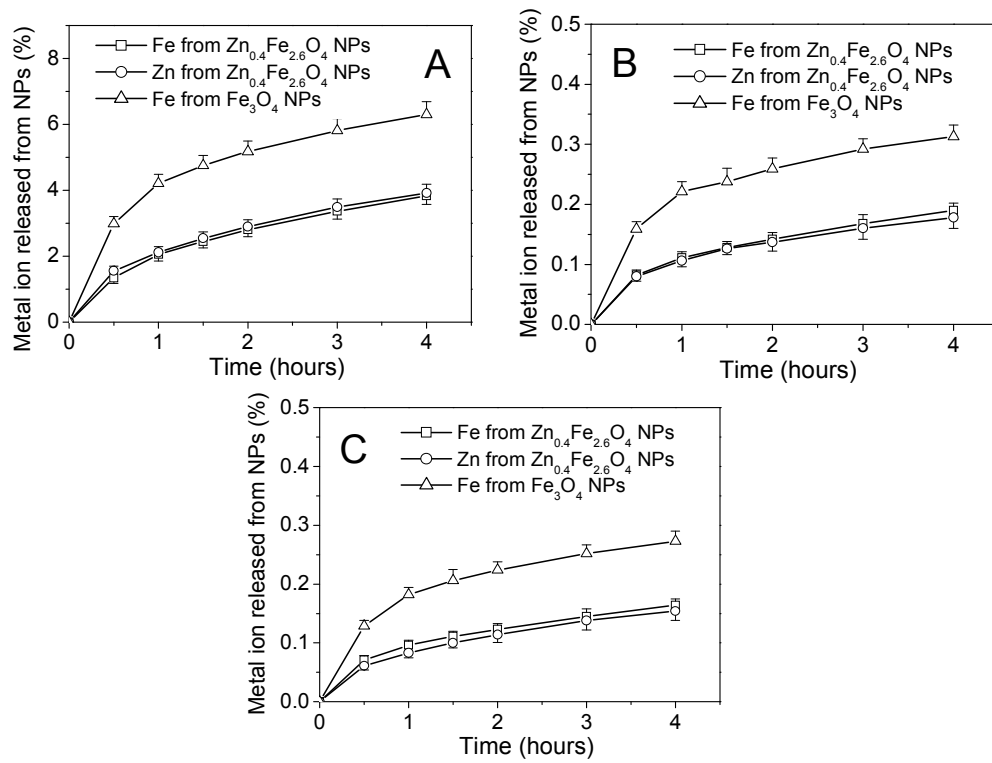 Metal ion released from NPs (%)
8
6
4
2
0
Fe from Zn₀.₄Fe₂.₆O₄ NPs
Zn from Zn₀.₄Fe₂.₆O₄ NPs
Fe from Fe₃O₄ NPs
A
0 1 2 3 4
Time (hours)
Metal ion released from NPs (%)
0.5
0.4
0.3
0.2
0.1
0.0
Fe from Zn₀.₄Fe₂.₆O₄ NPs
Zn from Zn₀.₄Fe₂.₆O₄ NPs
Fe from Fe₃O₄ NPs
B
0 1 2 3 4
Time (hours)
Metal ion released from NPs (%)
0.5
0.4
0.3
0.2
0.1
0.0
Fe from Zn₀.₄Fe₂.₆O₄ NPs
Zn from Zn₀.₄Fe₂.₆O₄ NPs
Fe from Fe₃O₄ NPs
C
0 1 2 3 4
Time (hours)